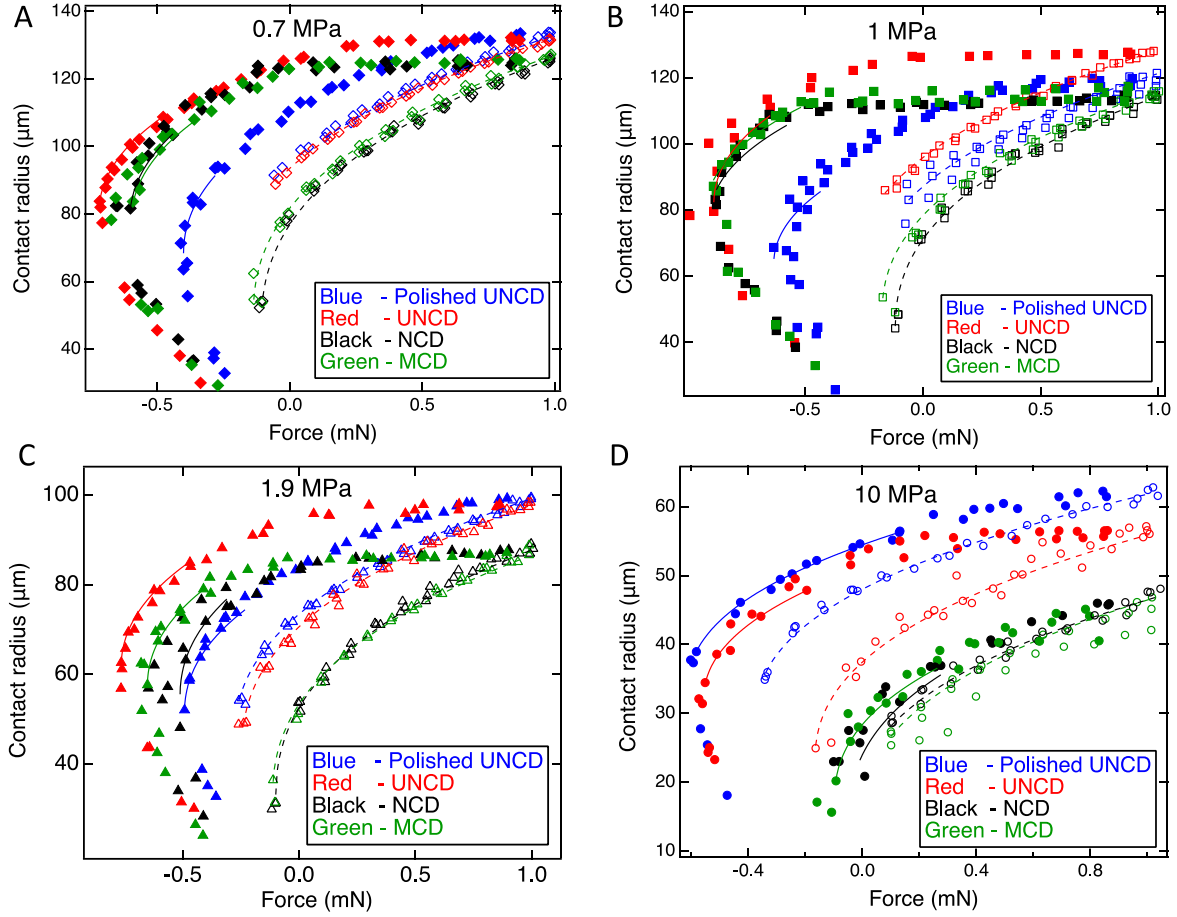 A
0.7 MPa
140
120
100
80
60
40
Contact radius (µm)
Blue - Polished UNCD
Red - UNCD
Black - NCD
Green - MCD
-0.5
0.0
0.5
1.0
Force (mN)
B
1 MPa
140
120
100
80
60
40
Contact radius (µm)
Blue - Polished UNCD
Red - UNCD
Black - NCD
Green - MCD
-0.5
0.0
0.5
1.0
Force (mN)
C
1.9 MPa
100
80
60
40
Contact radius (µm)
Blue - Polished UNCD
Red - UNCD
Black - NCD
Green - MCD
-0.5
0.0
0.5
1.0
Force (mN)
D
10 MPa
60
50
40
30
20
10
Contact radius (µm)
Blue - Polished UNCD
Red - UNCD
Black - NCD
Green - MCD
-0.4
0.0
0.4
0.8
Force (mN)